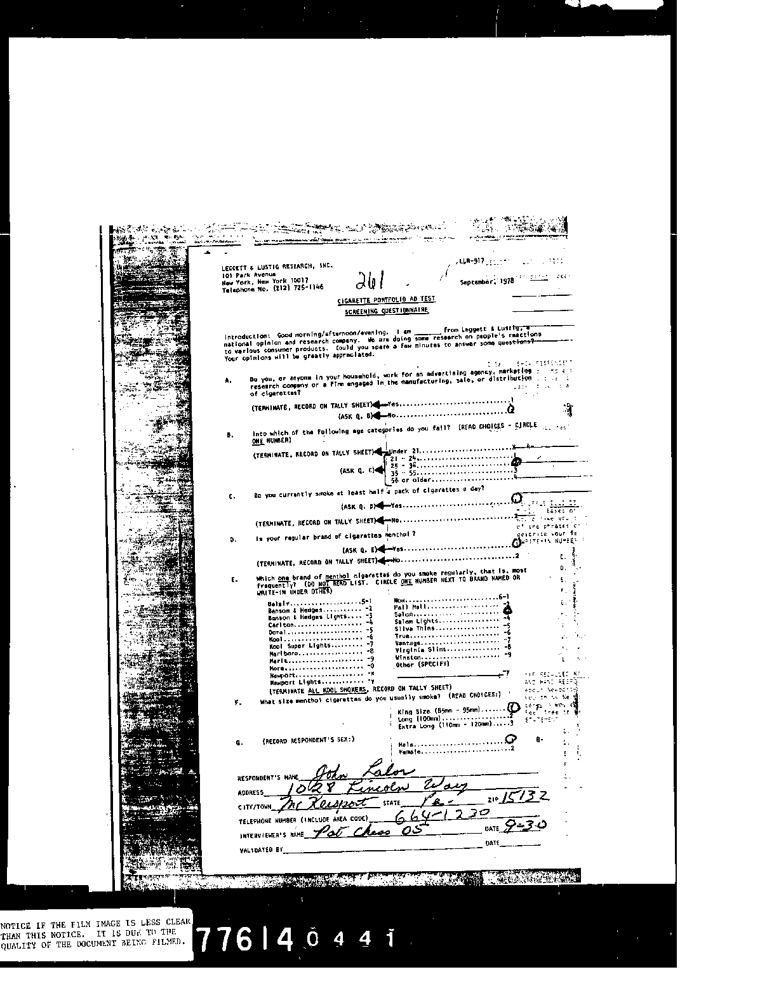 LEGGETT & LUSTIG RESEARCH, INC.
101 Park Avenue
New York, New York 10017
Telephone No. (212) 725-1146
261
LLR-917
September, 1978
CIGARETTE PORTFOLIO AD TEST
SCREENING QUESTIONNAIRE
Introduction: Good morning/afternoon/evening. I am ______ from Leggett & Lustig, a
national opinion and research company. We are doing some research on people's reactions
to various consumer products. Could you spare a few minutes to answer some questions?
Your opinions will be greatly appreciated.
A. Do you, or anyone in your household, work for an advertising agency, marketing
research company or a firm engaged in the manufacturing, sale, or distribution
of cigarettes?
(TERMINATE, RECORD ON TALLY SHEET) Yes 1
(ASK Q. B) No 2
B. Into which of the following age categories do you fall? (READ CHOICES - CIRCLE
ONE NUMBER)
(TERMINATE, RECORD ON TALLY SHEET) Under 21
21 - 24
(ASK Q. C) 25 - 34
35 - 55
56 or older
C. Do you currently smoke at least half a pack of cigarettes a day?
(ASK Q. D) Yes
(TERMINATE, RECORD ON TALLY SHEET) No
D. Is your regular brand of cigarettes menthol?
(ASK Q. E) Yes
(TERMINATE, RECORD ON TALLY SHEET) No 2
E. Which one brand of menthol cigarettes do you smoke regularly, that is, most
frequently? (DO NOT READ LIST. CIRCLE ONE NUMBER NEXT TO BRAND NAMED OR
WRITE-IN UNDER OTHER)
Belair 5-1 Now 6-1
Benson & Hedges -2 Pall Mall
Benson & Hedges Lights -3 Salem
Carlton -4 Salem Lights -4
Doral -5 Silva Thins -5
Kool -6 True -6
Kool Super Lights -7 Vantage -7
Marlboro -8 Virginia Slims -8
Merit -9 Winston -9
More -0 Other (SPECIFY)
Newport -X
Newport Lights -Y
(TERMINATE ALL KOOL SMOKERS, RECORD ON TALLY SHEET)
F. What size menthol cigarettes do you usually smoke? (READ CHOICES:)
King Size (85mm - 95mm)
Long (100mm) 2
Extra Long (110mm - 120mm) 3
G. (RECORD RESPONDENT'S SEX:)
Male
Female 2
8-
RESPONDENT'S NAME John Lalor
ADDRESS 1028 Lincoln Way
CITY/TOWN McKeesport STATE Pa. ZIP 15132
TELEPHONE NUMBER (INCLUDE AREA CODE) 664-1230
INTERVIEWER'S NAME Pat Chess 05 DATE 9-30
VALIDATED BY DATE
NOTICE IF THE FILM IMAGE IS LESS CLEAR
THAN THIS NOTICE. IT IS DUE TO THE
QUALITY OF THE DOCUMENT BEING FILMED.
776140441